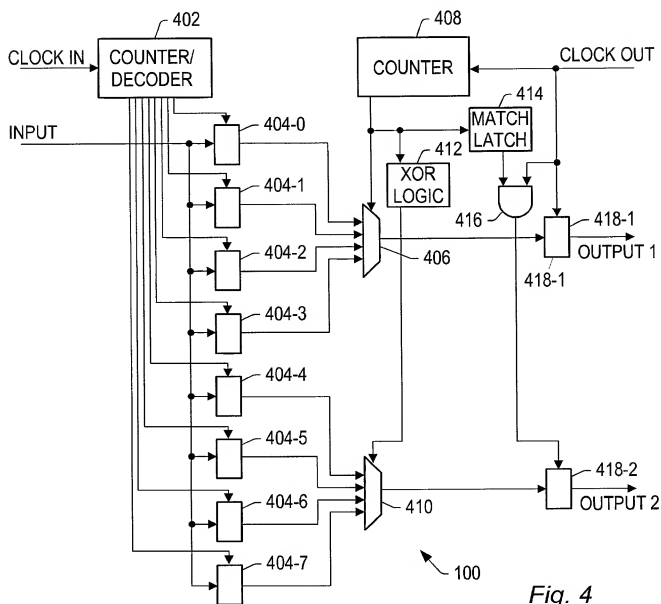 402
408
CLOCK IN
COUNTER/
DECODER
COUNTER
CLOCK OUT
414
MATCH
LATCH
INPUT
404-0
412
XOR
LOGIC
404-1
416
418-1
404-2
406
418-1
OUTPUT 1
404-3
404-4
404-5
418-2
404-6
410
OUTPUT 2
404-7
100
Fig. 4